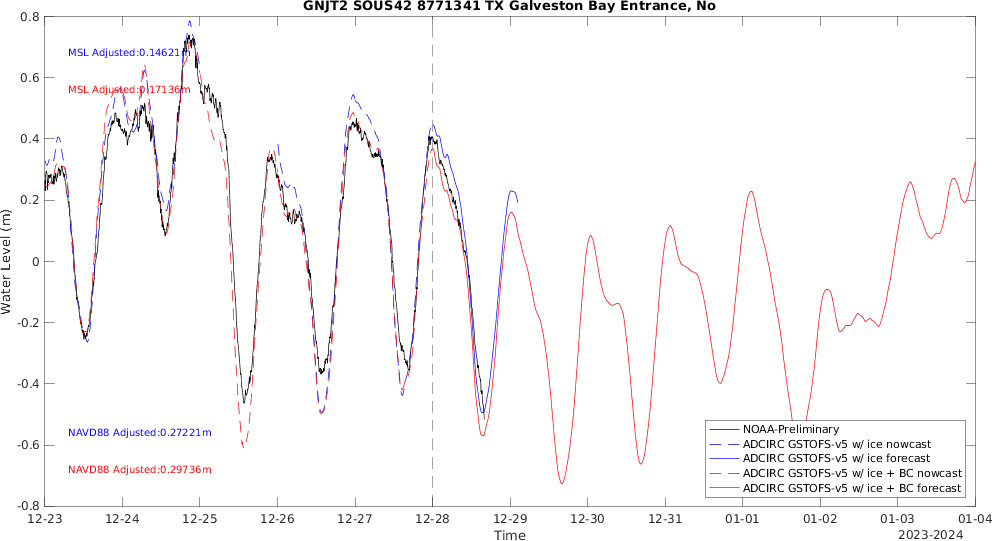 GNJT2 SOUS42 8771341 TX Galveston Bay Entrance, No
Water Level (m)
0.8
0.6
0.4
0.2
0
-0.2
-0.4
-0.6
-0.8
MSL Adjusted:0.14621m
MSL Adjusted:0.17136m
NAVD88 Adjusted:0.27221m
NAVD88 Adjusted:0.29736m
NOAA-Preliminary
ADCIRC GSTOFS-v5 w/ ice nowcast
ADCIRC GSTOFS-v5 w/ ice forecast
ADCIRC GSTOFS-v5 w/ ice + BC nowcast
ADCIRC GSTOFS-v5 w/ ice + BC forecast
12-23 12-24 12-25 12-26 12-27 12-28 12-29 12-30 12-31 01-01 01-02 01-03 01-04
Time
2023-2024